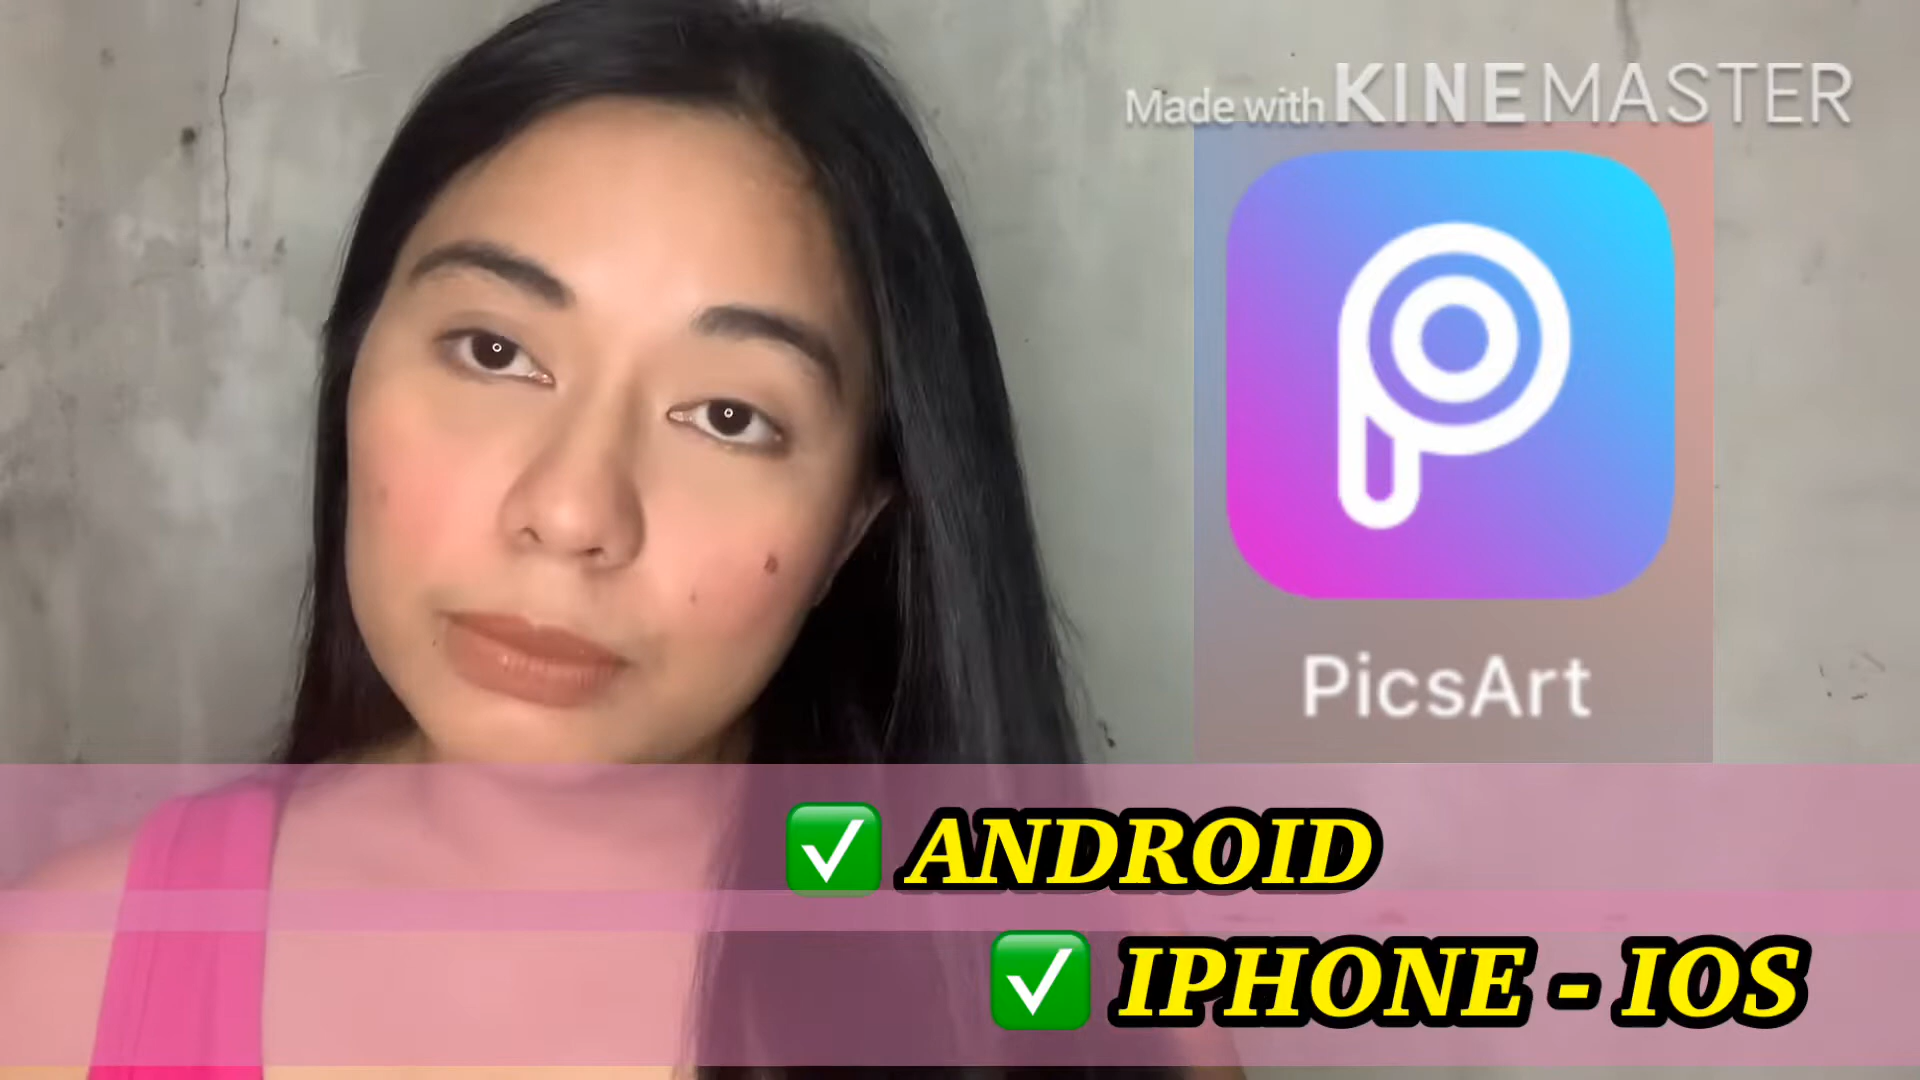 Made with KINEMASTER
PicsArt
✅ ANDROID
✅ IPHONE - IOS